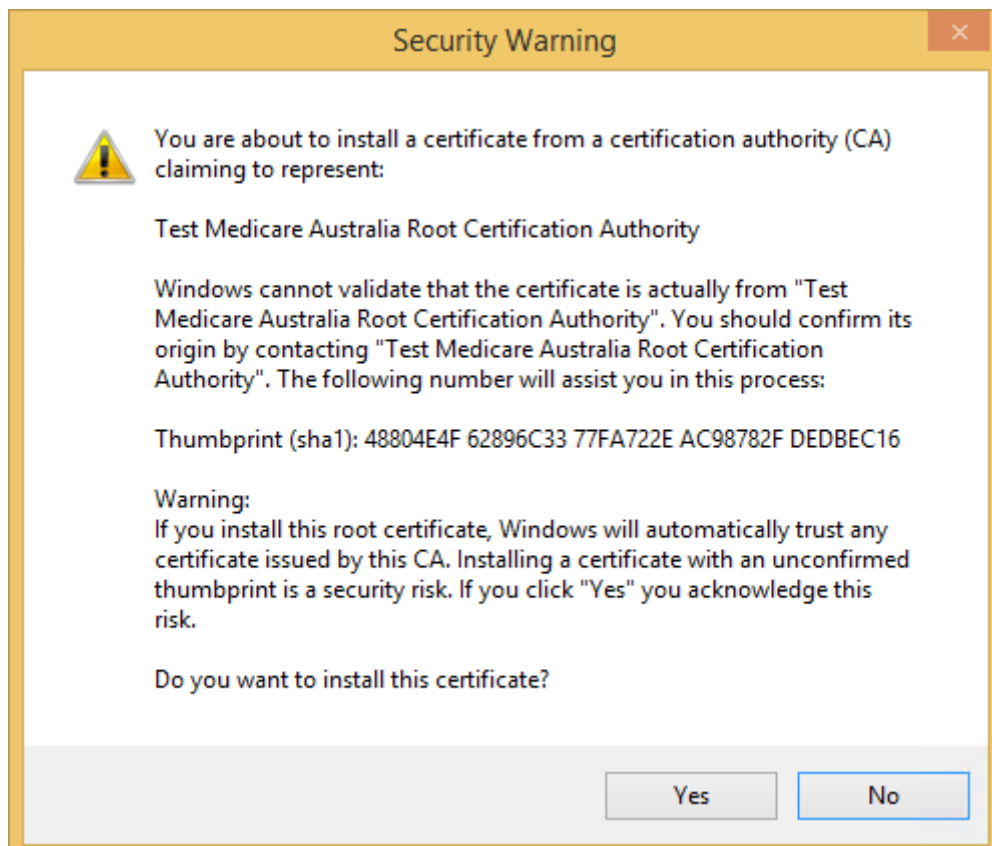 Security Warning
You are about to install a certificate from a certification authority (CA)
claiming to represent:
Test Medicare Australia Root Certification Authority
Windows cannot validate that the certificate is actually from "Test
Medicare Australia Root Certification Authority". You should confirm its
origin by contacting "Test Medicare Australia Root Certification
Authority". The following number will assist you in this process:
Thumbprint (sha1): 48804E4F 62896C33 77FA722E AC98782F DEDBEC16
Warning:
If you install this root certificate, Windows will automatically trust any
certificate issued by this CA. Installing a certificate with an unconfirmed
thumbprint is a security risk. If you click "Yes" you acknowledge this
risk.
Do you want to install this certificate?
Yes
No